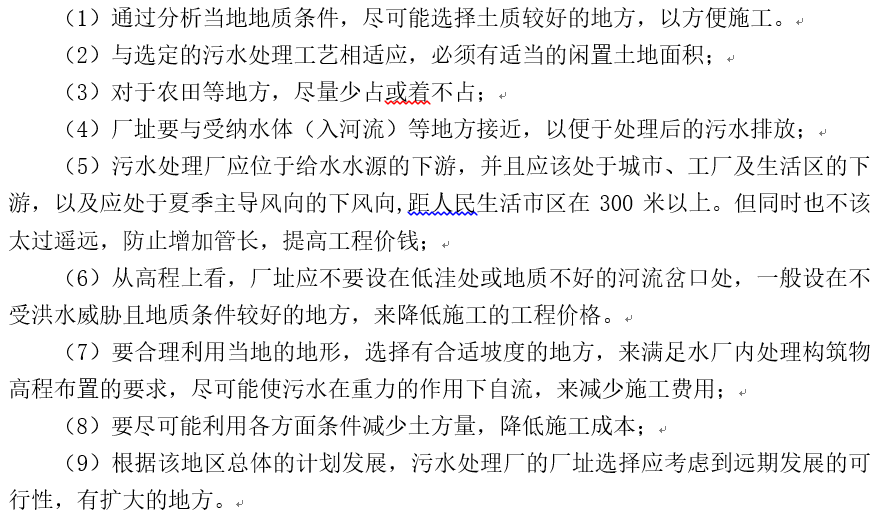 （1）通过分析当地地质条件，尽可能选择土质较好的地方，以方便施工。
（2）与选定的污水处理工艺相适应，必须有适当的闲置土地面积；
（3）对于农田等地方，尽量少占或着不占；
（4）厂址要与受纳水体（入河流）等地方接近，以便于处理后的污水排放；
（5）污水处理厂应位于给水水源的下游，并且应该处于城市、工厂及生活区的下
游，以及应处于夏季主导风向的下风向,距人民生活市区在 300 米以上。但同时也不该
太过遥远，防止增加管长，提高工程价钱；
（6）从高程上看，厂址应不要设在低洼处或地质不好的河流岔口处，一般设在不
受洪水威胁且地质条件较好的地方，来降低施工的工程价格。
（7）要合理利用当地的地形，选择有合适坡度的地方，来满足水厂内处理构筑物
高程布置的要求，尽可能使污水在重力的作用下自流，来减少施工费用；
（8）要尽可能利用各方面条件减少土方量，降低施工成本；
（9）根据该地区总体的计划发展，污水处理厂的厂址选择应考虑到远期发展的可
行性，有扩大的地方。